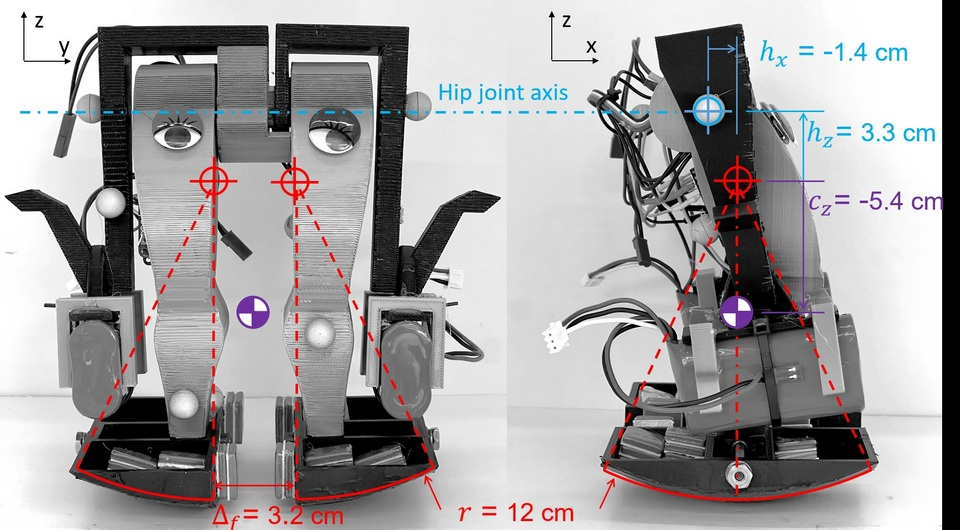 z
y
z
x
hₓ = -1.4 cm
Hip joint axis
h_z = 3.3 cm
c_z = -5.4 cm
Δ_f = 3.2 cm
r = 12 cm